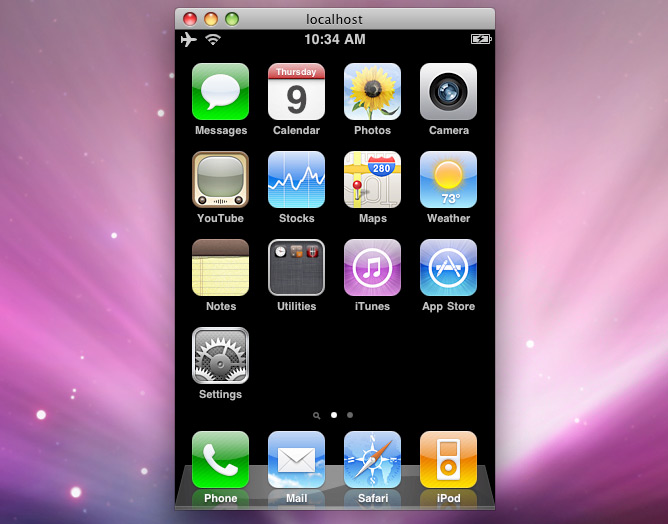 localhost
10:34 AM
Thursday
9
Messages
Calendar
Photos
Camera
280
73°
YouTube
Stocks
Maps
Weather
Notes
Utilities
iTunes
App Store
Settings
Phone
Mail
Safari
iPod